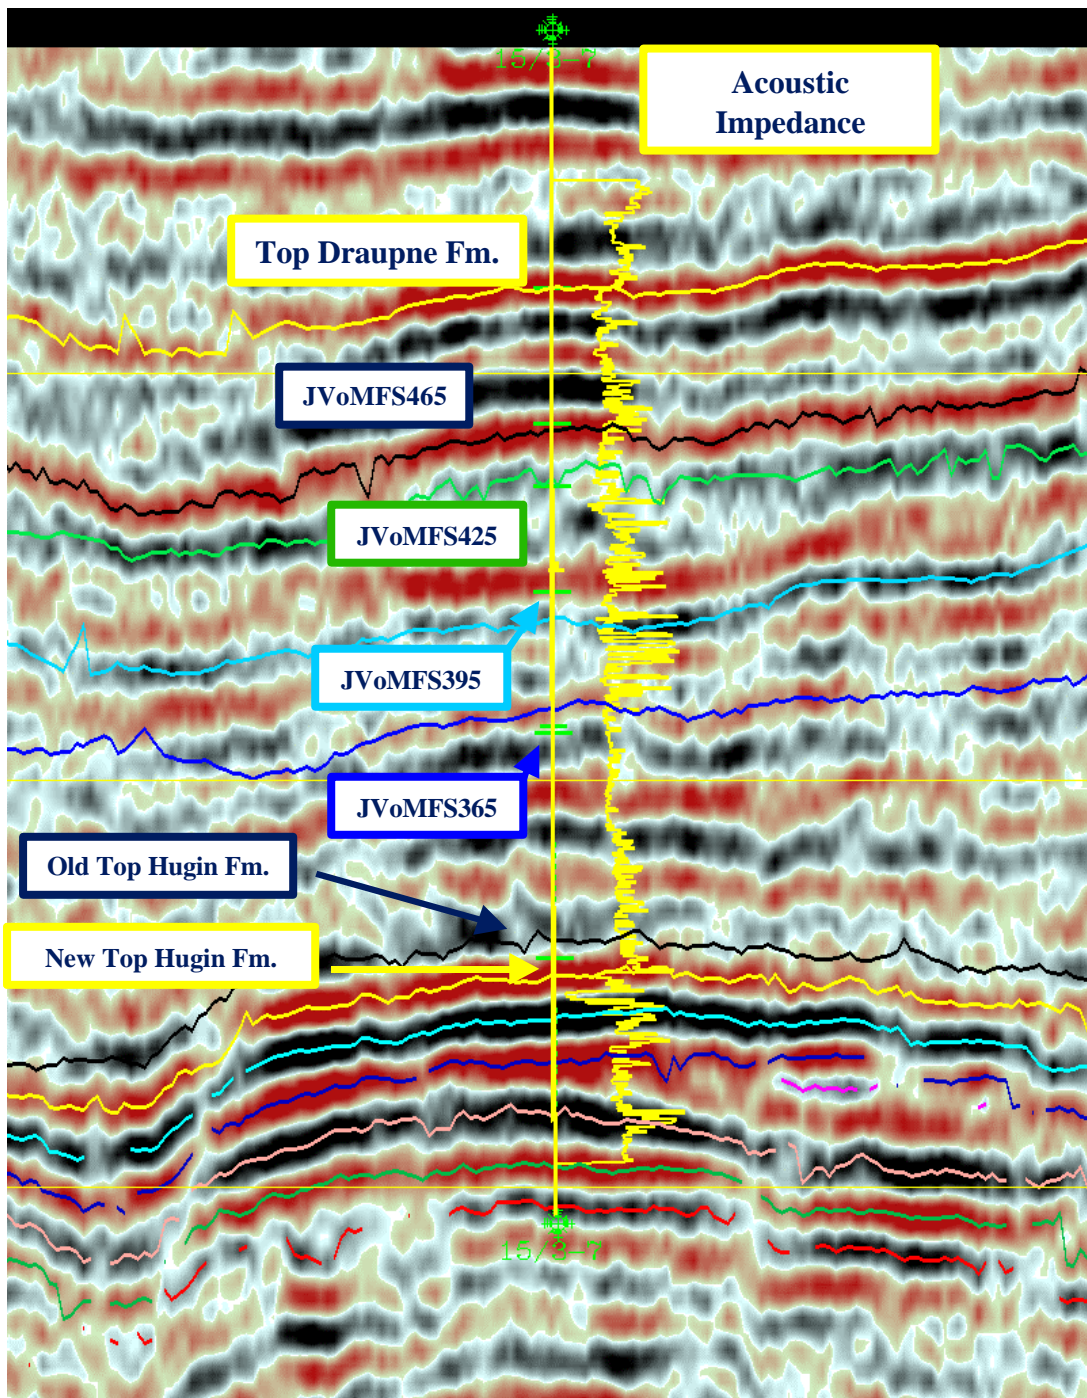 15/3-7
Acoustic
Impedance
Top Draupne Fm.
JVoMFS465
JVoMFS425
JVoMFS395
JVoMFS365
Old Top Hugin Fm.
New Top Hugin Fm.
15/3-7